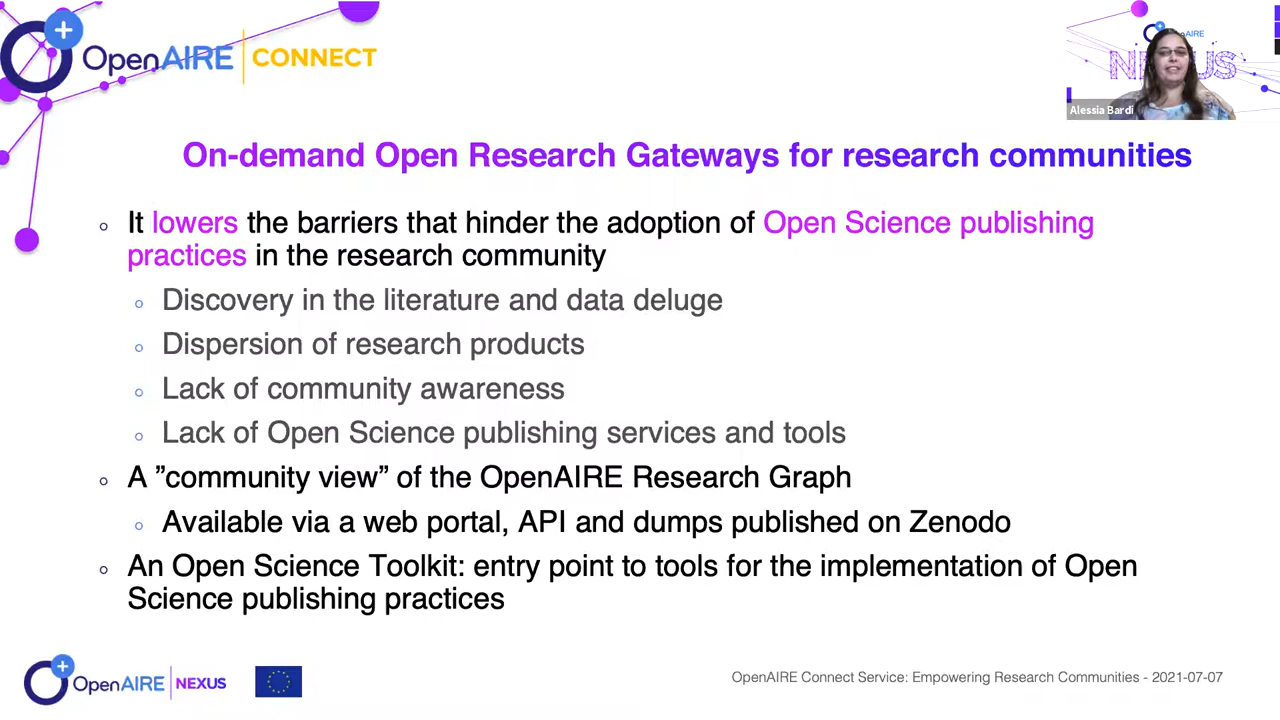 OpenAIRE CONNECT
OpenAIRE
NEXUS
Alessia Bardi
On-demand Open Research Gateways for research communities
It lowers the barriers that hinder the adoption of Open Science publishing
practices in the research community
Discovery in the literature and data deluge
Dispersion of research products
Lack of community awareness
Lack of Open Science publishing services and tools
A ”community view” of the OpenAIRE Research Graph
Available via a web portal, API and dumps published on Zenodo
An Open Science Toolkit: entry point to tools for the implementation of Open
Science publishing practices
OpenAIRE NEXUS
OpenAIRE Connect Service: Empowering Research Communities - 2021-07-07